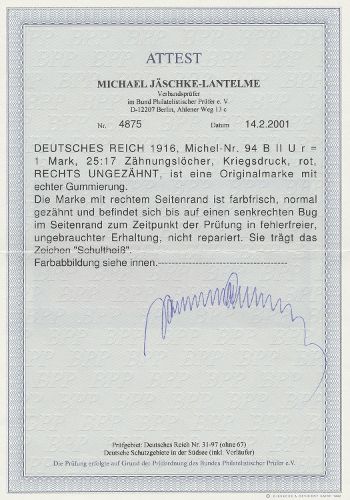 ATTEST
MICHAEL JÄSCHKE-LANTELME
Verbandsprüfer
im Bund Philatelistischer Prüfer e. V.
D-12207 Berlin, Ahlener Weg 13 c
Nr. 4875 Datum 14.2.2001
DEUTSCHES REICH 1916, Michel-Nr. 94 B II U r =
1 Mark, 25:17 Zähnungslöcher, Kriegsdruck, rot,
RECHTS UNGEZÄHNT, ist eine Originalmarke mit
echter Gummierung.
Die Marke mit rechtem Seitenrand ist farbfrisch, normal
gezähnt und befindet sich bis auf einen senkrechten Bug
im Seitenrand zum Zeitpunkt der Prüfung in fehlerfreier,
ungebrauchter Erhaltung, nicht repariert. Sie trägt das
Zeichen "Schultheiß".
Farbabbildung siehe innen.------------------------------------------
Prüfgebiet: Deutsches Reich Nr. 31-97 (ohne 67)
Deutsche Schutzgebiete in der Südsee (inkl. Vorläufer)
Die Prüfung erfolgte auf Grund der Prüfordnung des Bundes Philatelistischer Prüfer e.V.